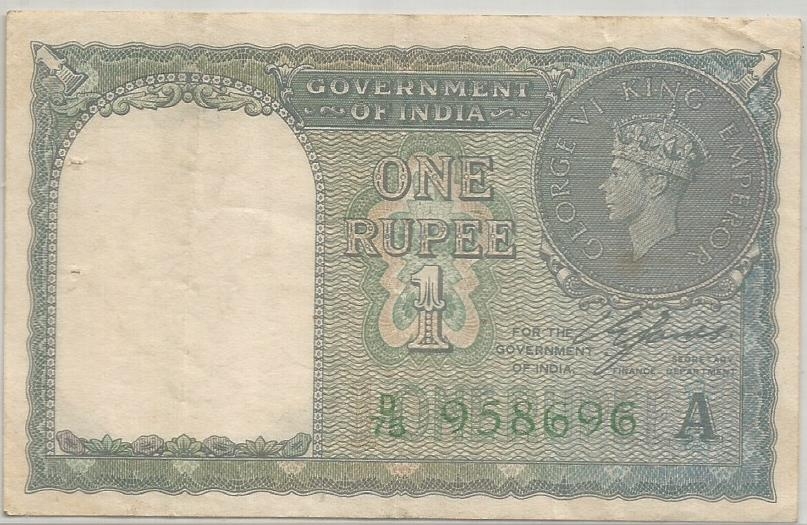 GOVERNMENT
OF INDIA
GEORGE VI KING EMPEROR
ONE
RUPEE
1
FOR THE
GOVERNMENT
OF INDIA,
SECRETARY,
FINANCE DEPARTMENT
D/75 958696 A